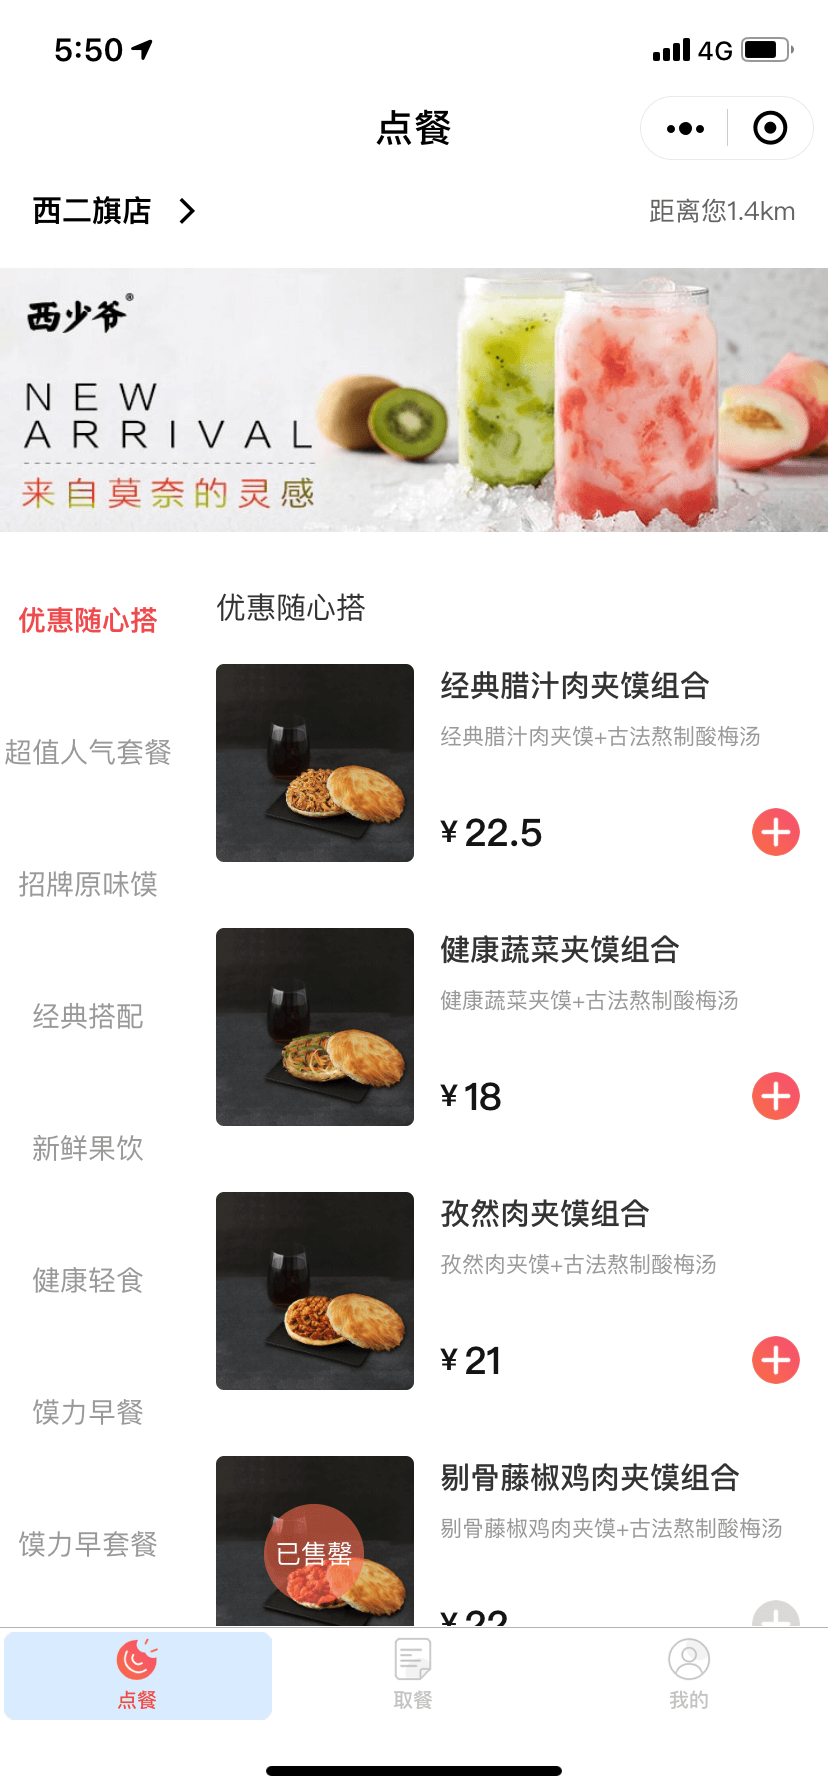 5:50
4G
点餐
西二旗店
距离您1.4km
西少爷®
NEW
ARRIVAL
来自莫奈的灵感
优惠随心搭
超值人气套餐
招牌原味馍
经典搭配
新鲜果饮
健康轻食
馍力早餐
馍力早套餐
优惠随心搭
经典腊汁肉夹馍组合
经典腊汁肉夹馍+古法熬制酸梅汤
¥22.5
健康蔬菜夹馍组合
健康蔬菜夹馍+古法熬制酸梅汤
¥18
孜然肉夹馍组合
孜然肉夹馍+古法熬制酸梅汤
¥21
剔骨藤椒鸡肉夹馍组合
剔骨藤椒鸡肉夹馍+古法熬制酸梅汤
已售罄
¥22
点餐
取餐
我的